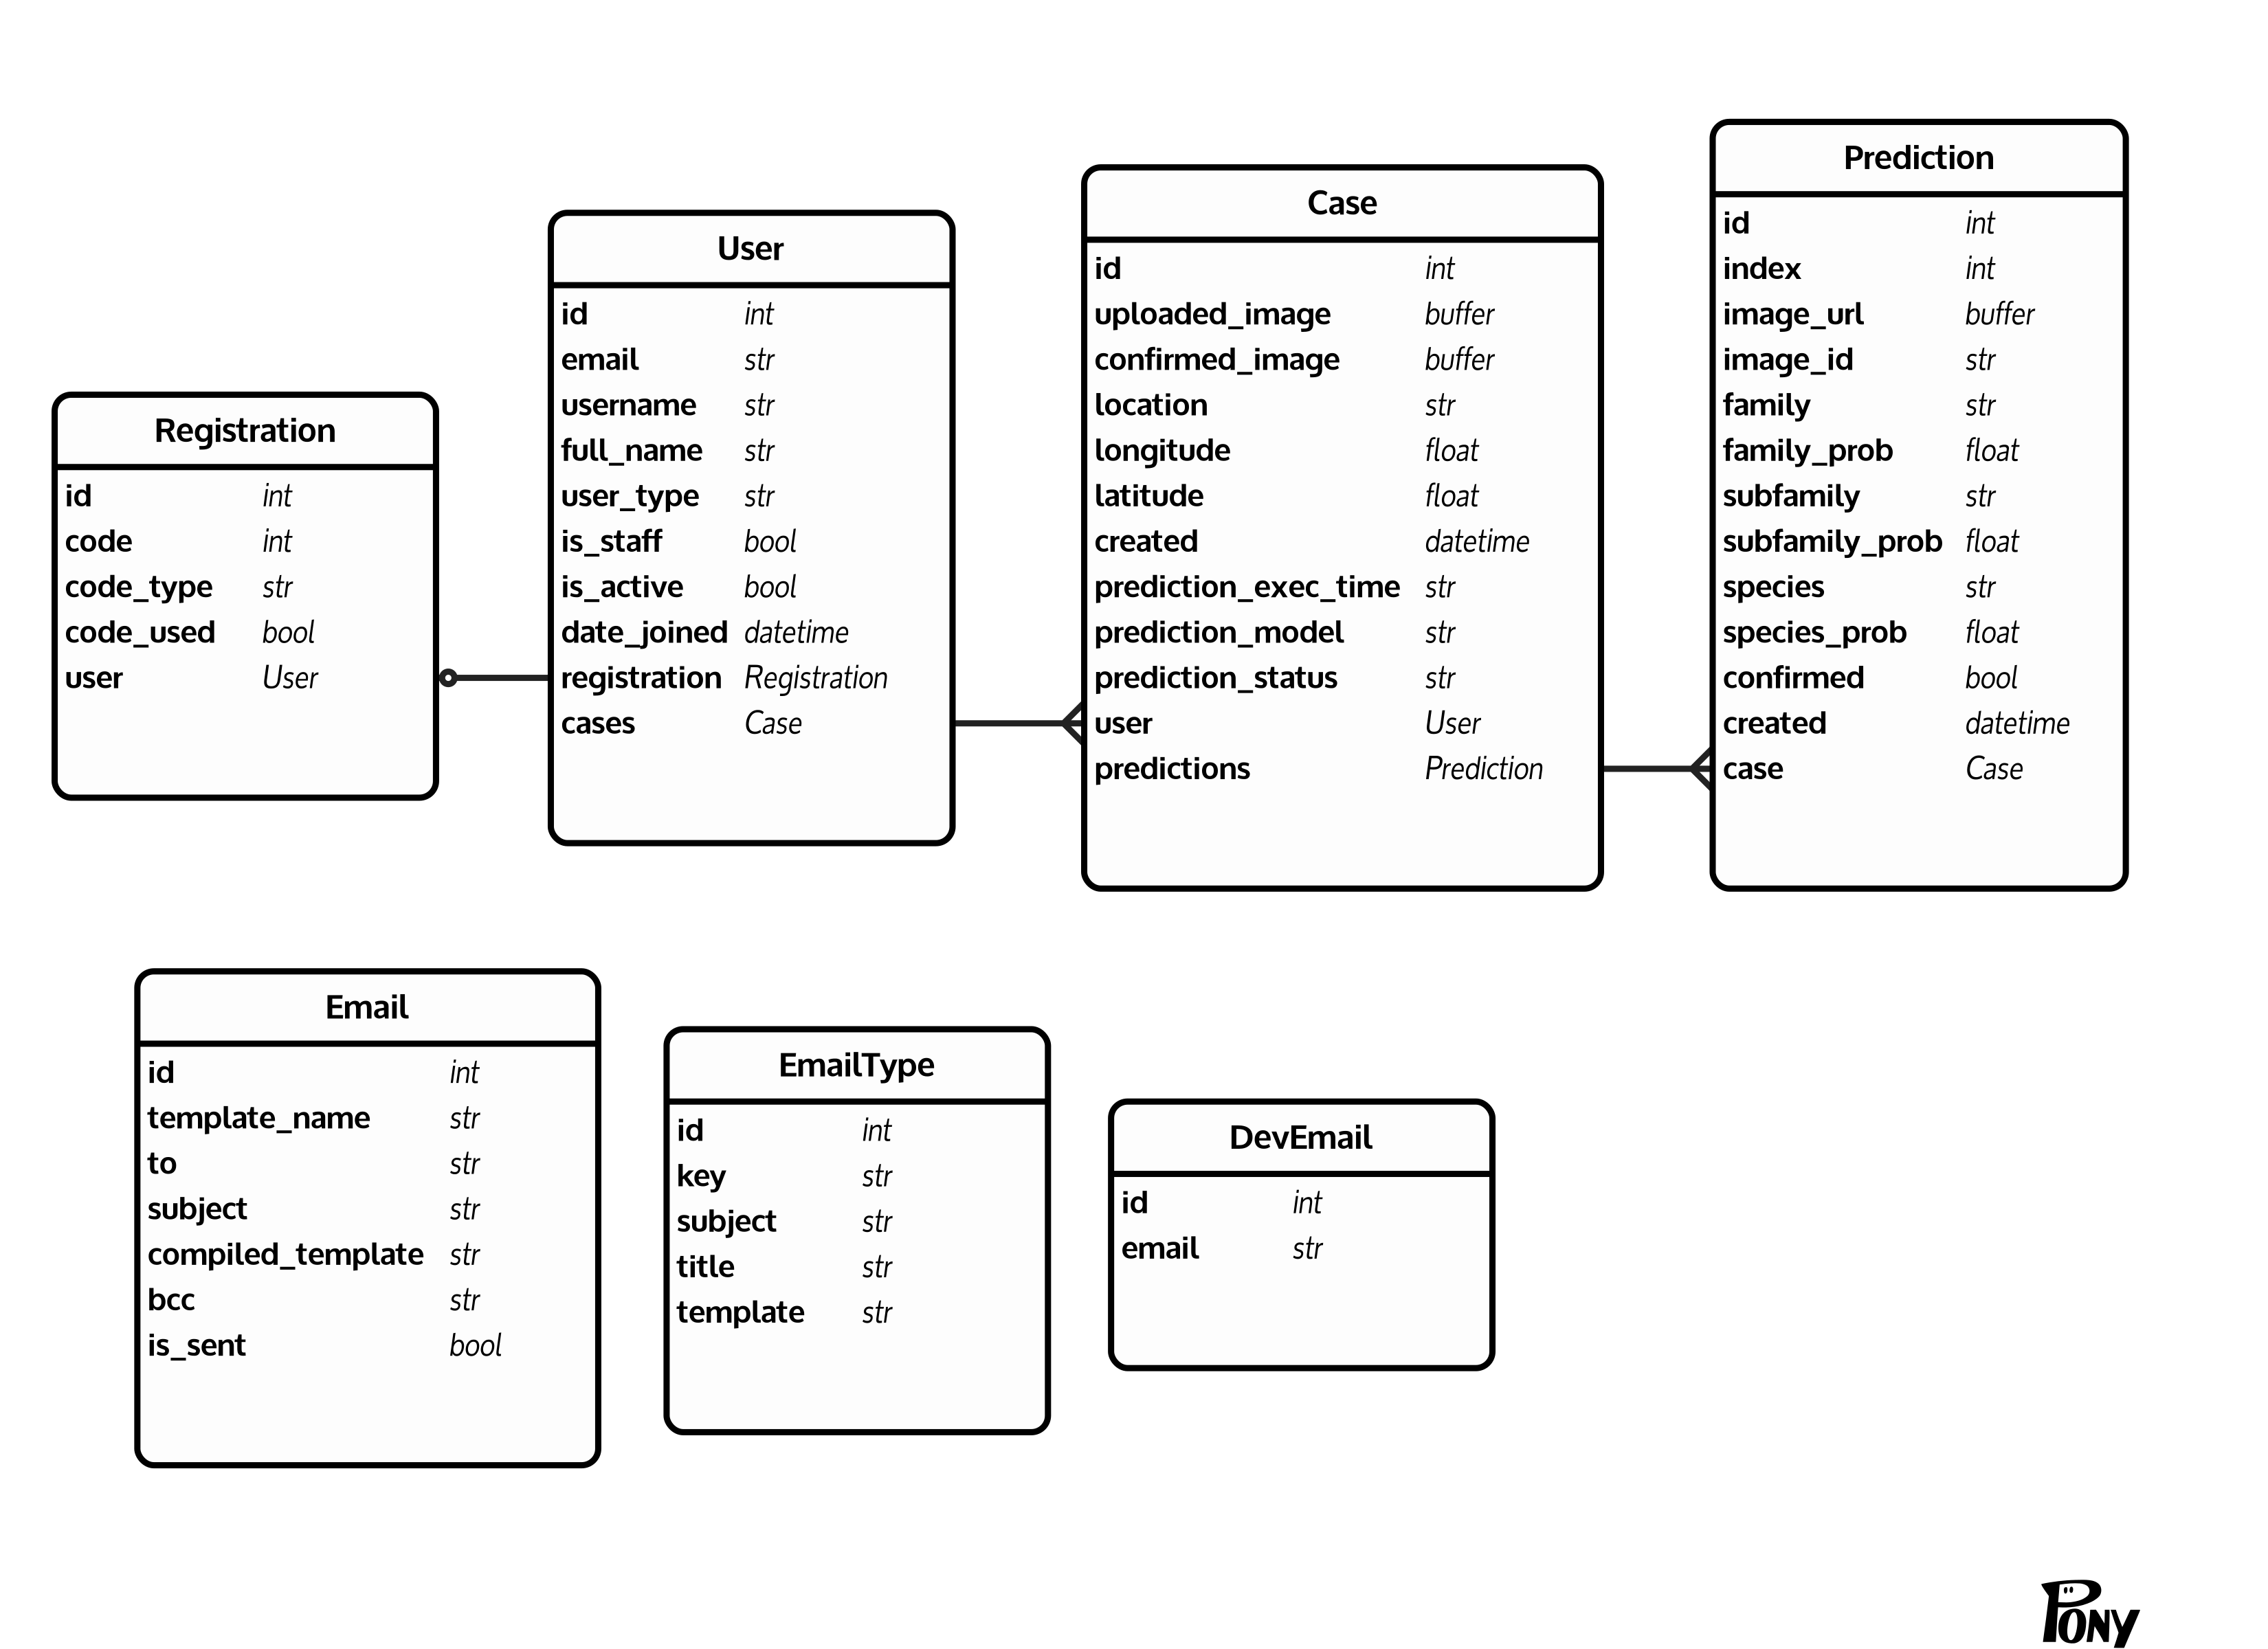 Registration
id int
code int
code_type str
code_used bool
user User
User
id int
email str
username str
full_name str
user_type str
is_staff bool
is_active bool
date_joined datetime
registration Registration
cases Case
Case
id int
uploaded_image buffer
confirmed_image buffer
location str
longitude float
latitude float
created datetime
prediction_exec_time str
prediction_model str
prediction_status str
user User
predictions Prediction
Prediction
id int
index int
image_url buffer
image_id str
family str
family_prob float
subfamily str
subfamily_prob float
species str
species_prob float
confirmed bool
created datetime
case Case
Email
id int
template_name str
to str
subject str
compiled_template str
bcc str
is_sent bool
EmailType
id int
key str
subject str
title str
template str
DevEmail
id int
email str
PONY